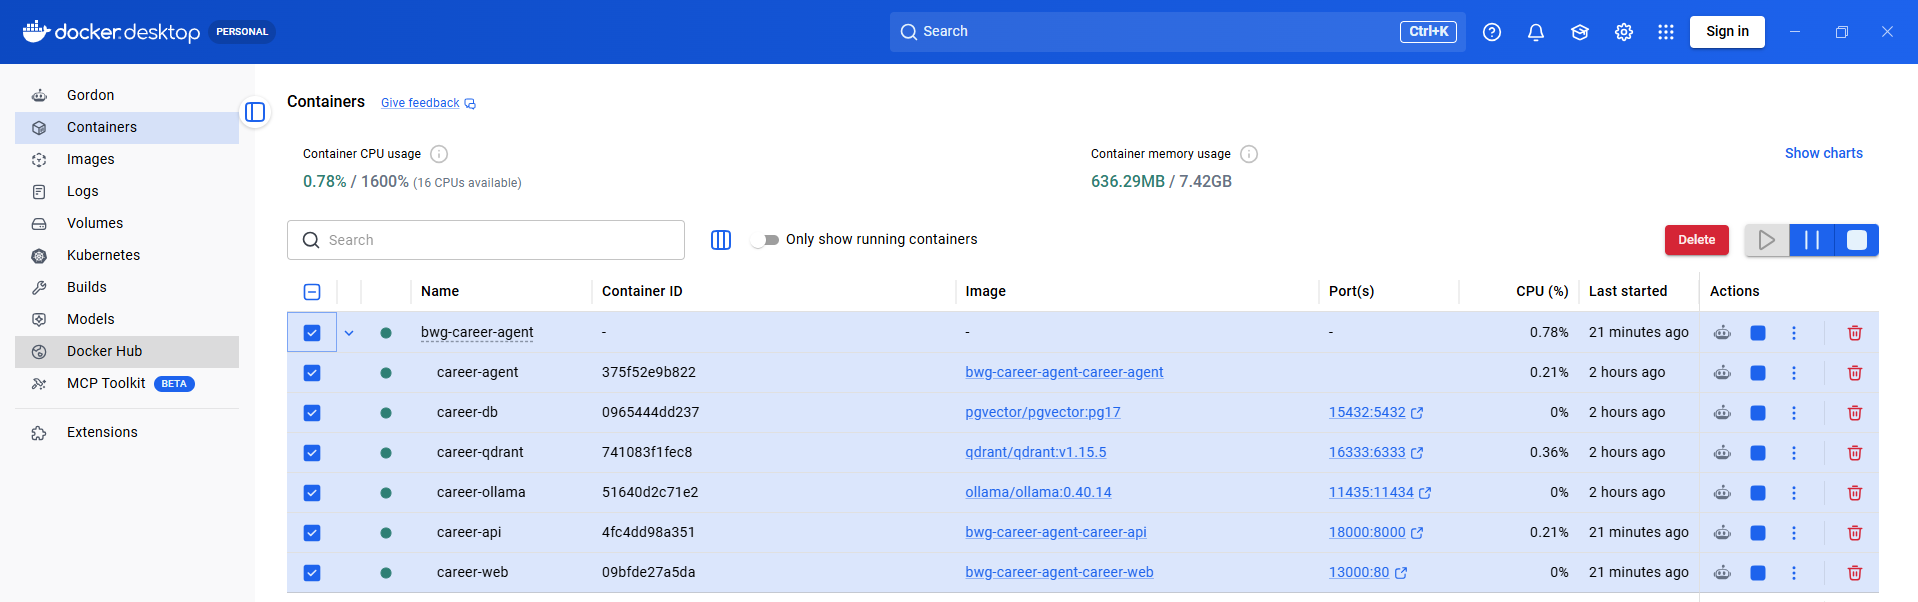 docker.desktop PERSONAL Search Ctrl+K Sign in
Gordon
Containers
Images
Logs
Volumes
Kubernetes
Builds
Models
Docker Hub
MCP Toolkit BETA
Extensions
Containers Give feedback
Container CPU usage
0.78% / 1600% (16 CPUs available)
Container memory usage
636.29MB / 7.42GB
Show charts
Search Only show running containers Delete
Name Container ID Image Port(s) CPU (%) Last started Actions
bwg-career-agent - - - 0.78% 21 minutes ago
career-agent 375f52e9b822 bwg-career-agent-career-agent 0.21% 2 hours ago
career-db 0965444dd237 pgvector/pgvector:pg17 15432:5432 0% 2 hours ago
career-qdrant 741083f1fec8 qdrant/qdrant:v1.15.5 16333:6333 0.36% 2 hours ago
career-ollama 51640d2c71e2 ollama/ollama:0.40.14 11435:11434 0% 2 hours ago
career-api 4fc4dd98a351 bwg-career-agent-career-api 18000:8000 0.21% 21 minutes ago
career-web 09bfde27a5da bwg-career-agent-career-web 13000:80 0% 21 minutes ago